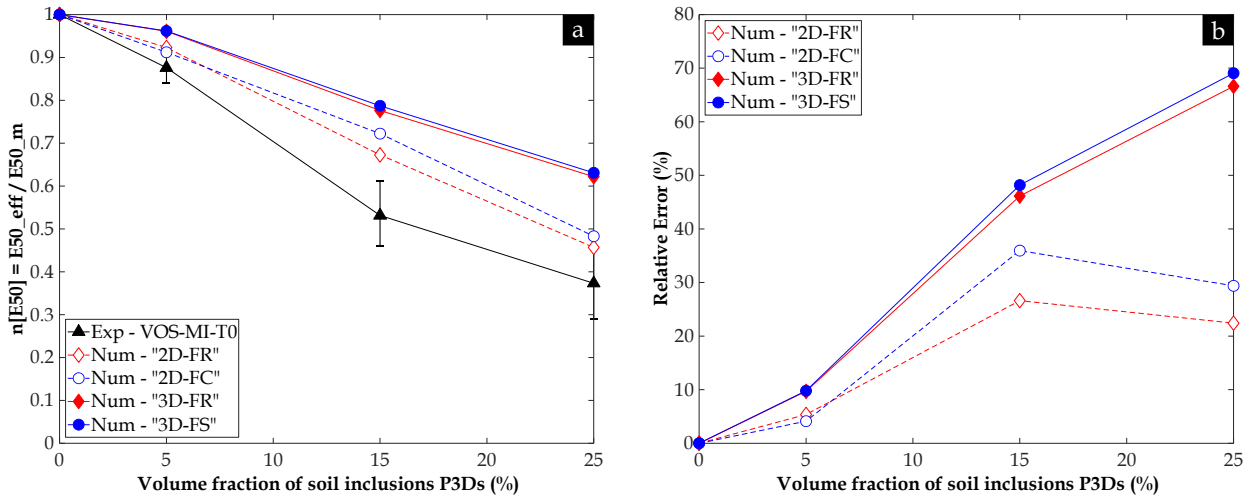 a
1
0.9
0.8
0.7
0.6
0.5
0.4
0.3
0.2
0.1
0
n[E50] = E50_eff / E50_m
Exp - VOS-MI-T0
Num - "2D-FR"
Num - "2D-FC"
Num - "3D-FR"
Num - "3D-FS"
0 5 10 15 20 25
Volume fraction of soil inclusions P3Ds (%)
b
80
70
60
50
40
30
20
10
0
Relative Error (%)
Num - "2D-FR"
Num - "2D-FC"
Num - "3D-FR"
Num - "3D-FS"
0 5 10 15 20 25
Volume fraction of soil inclusions P3Ds (%)